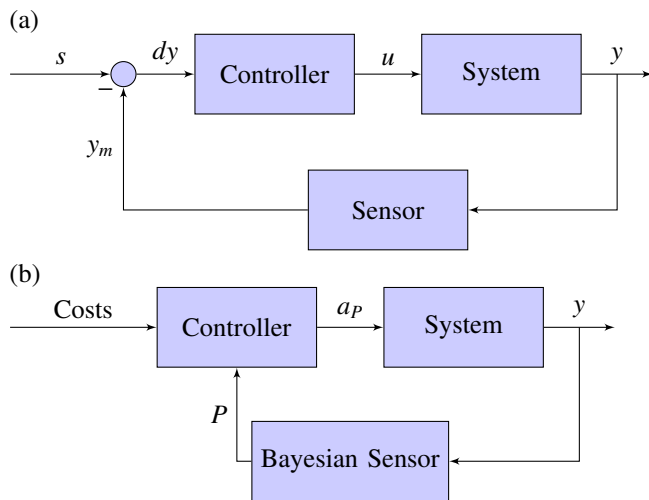 (a)
s
dy
Controller
u
System
y
−
y_m
Sensor
(b)
Costs
Controller
a_P
System
y
P
Bayesian Sensor